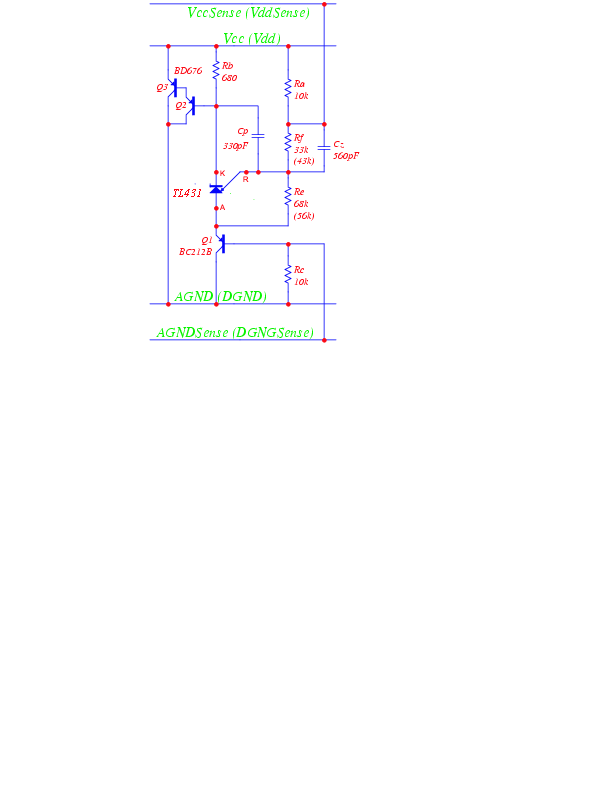 VccSense (VddSense)
Vcc (Vdd)
BD676
Rb
680
Q3
Ra
10k
Q2
Cp
330pF
Rf
33k
(43k)
Cz
560pF
K
R
TL431
Re
68k
(56k)
A
Q1
BC212B
Rc
10k
AGND (DGND)
AGNDSense (DGNGSense)